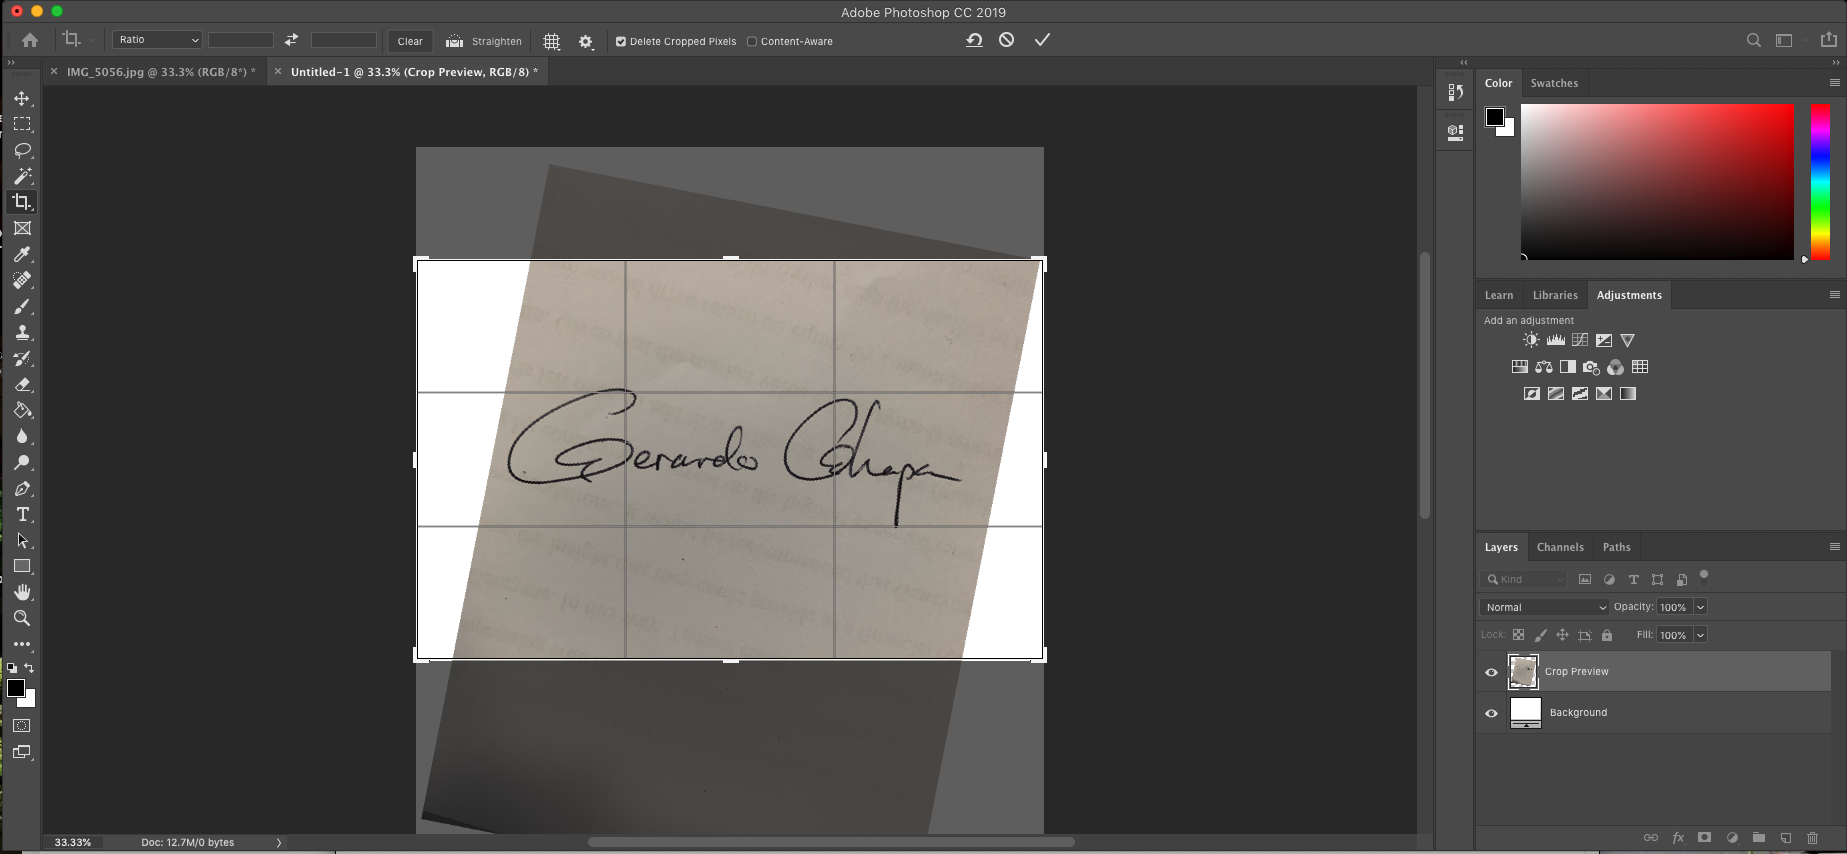 Adobe Photoshop CC 2019
Ratio Clear Straighten Delete Cropped Pixels Content-Aware
IMG_5056.jpg @ 33.3% (RGB/8*) * Untitled-1 @ 33.3% (Crop Preview, RGB/8) *
Color Swatches
Learn Libraries Adjustments
Add an adjustment
Gerardo
Layers Channels Paths
Kind
Normal Opacity: 100%
Lock: Fill: 100%
Crop Preview
Background
33.33% Doc: 12.7M/0 bytes